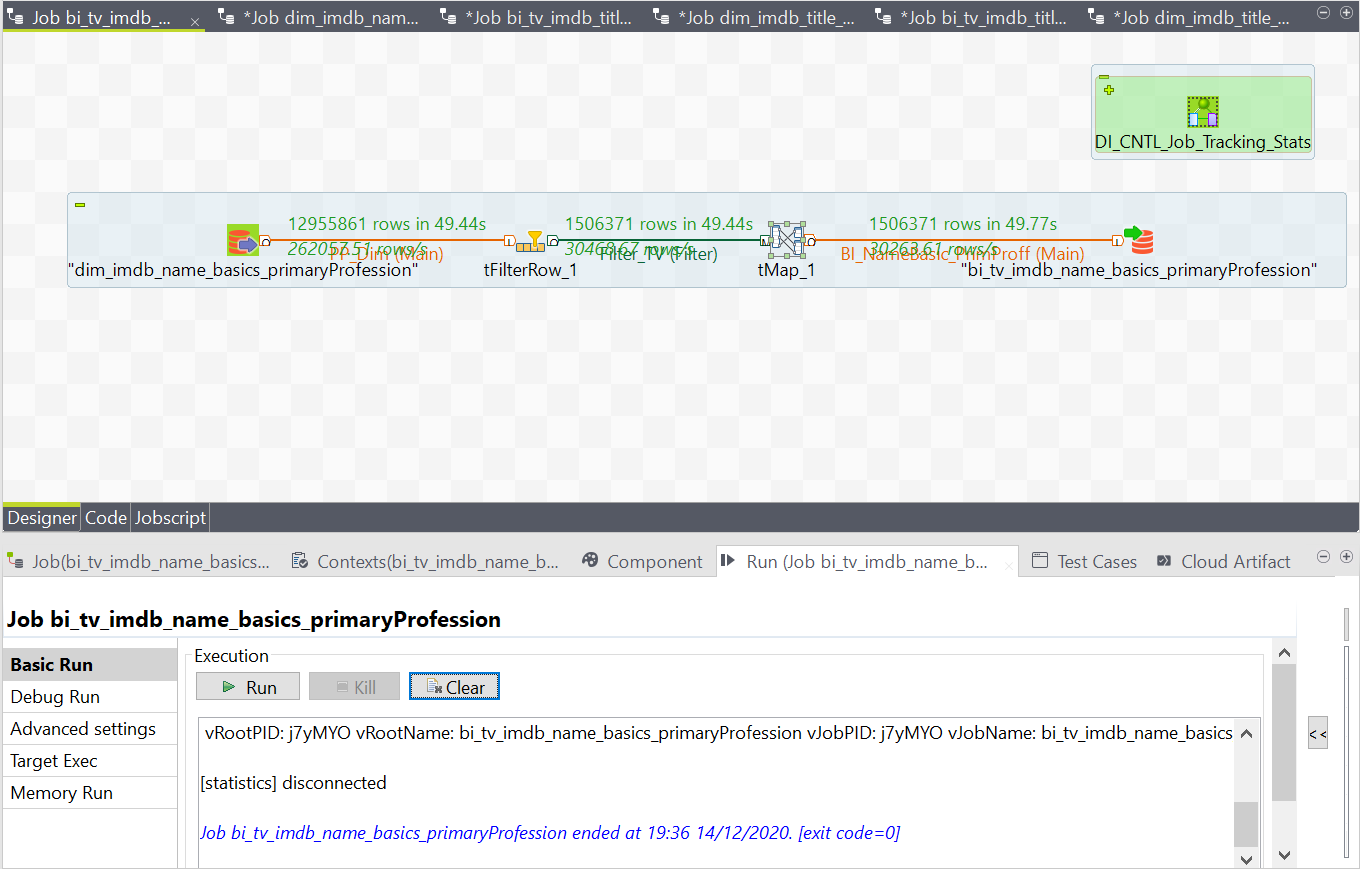 Job bi_tv_imdb_... *Job dim_imdb_nam... *Job bi_tv_imdb_titl... *Job dim_imdb_title_... *Job bi_tv_imdb_titl... *Job dim_imdb_title_...
DI_CNTL_Job_Tracking_Stats
12955861 rows in 49.44s 1506371 rows in 49.44s 1506371 rows in 49.77s
262057.51 rows/s 30468.67 rows/s 30263.61 rows/s
PP_Dim (Main) Filter_TV (Filter) BI_NameBasic_PrimProff (Main)
"dim_imdb_name_basics_primaryProfession" tFilterRow_1 tMap_1 "bi_tv_imdb_name_basics_primaryProfession"
Designer Code Jobscript
Job(bi_tv_imdb_name_basics... Contexts(bi_tv_imdb_name_b... Component Run (Job bi_tv_imdb_name_b... Test Cases Cloud Artifact
Job bi_tv_imdb_name_basics_primaryProfession
Basic Run
Debug Run
Advanced settings
Target Exec
Memory Run
Execution
Run Kill Clear
vRootPID: j7yMYO vRootName: bi_tv_imdb_name_basics_primaryProfession vJobPID: j7yMYO vJobName: bi_tv_imdb_name_basics
[statistics] disconnected
Job bi_tv_imdb_name_basics_primaryProfession ended at 19:36 14/12/2020. [exit code=0]
<<